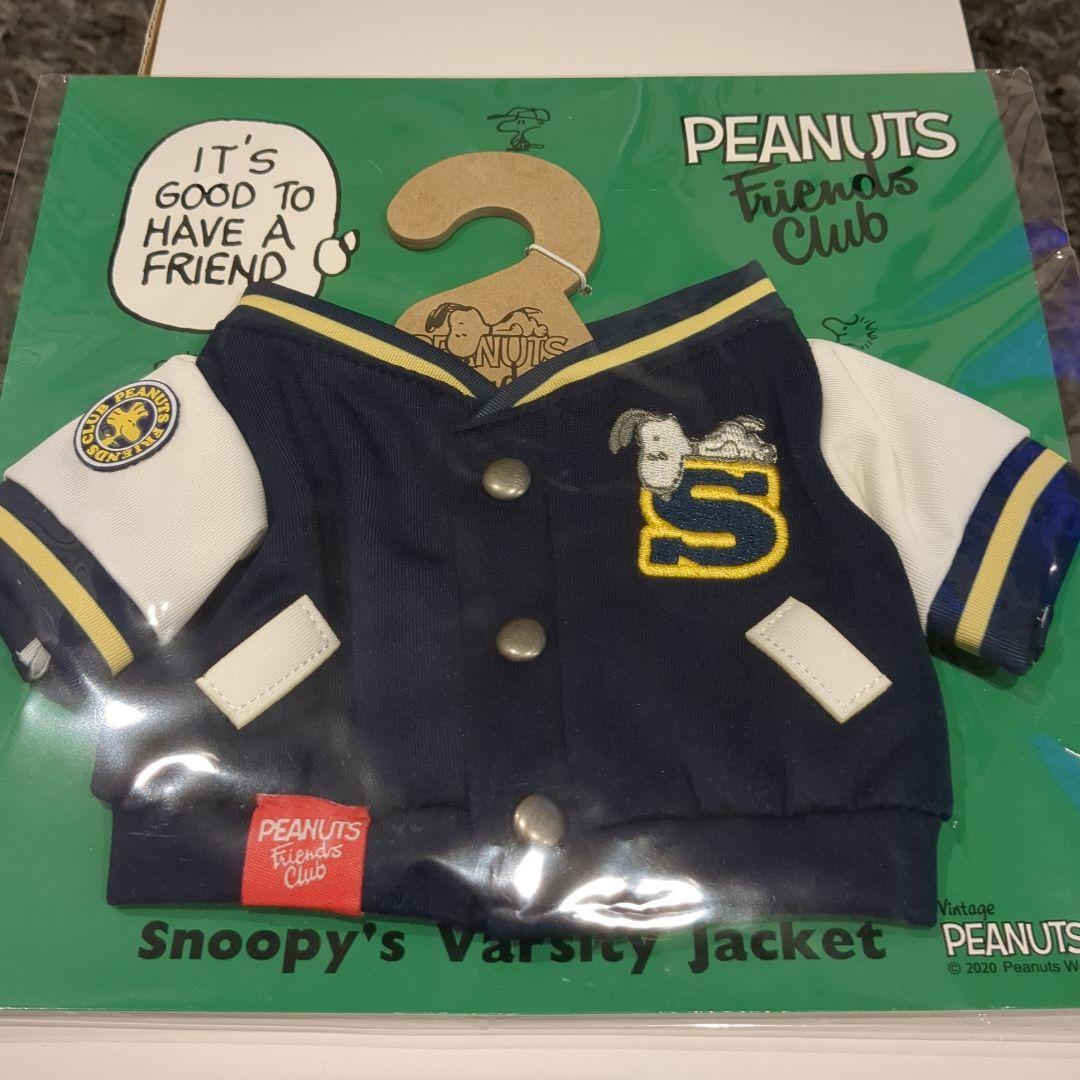 IT'S
GOOD TO
HAVE A
FRIEND
PEANUTS
Friends
Club
PEANUTS
CLUB PEANUTS FRIENDS
S
PEANUTS
Friends
Club
Snoopy's Varsity Jacket
Vintage
PEANUTS
© 2020 Peanuts W